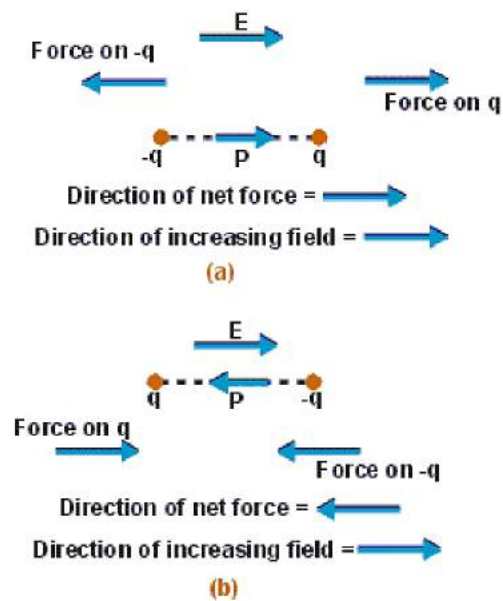 E
Force on -q
Force on q
-q
P
q
Direction of net force =
Direction of increasing field =
(a)
E
q
P
-q
Force on q
Force on -q
Direction of net force =
Direction of increasing field =
(b)